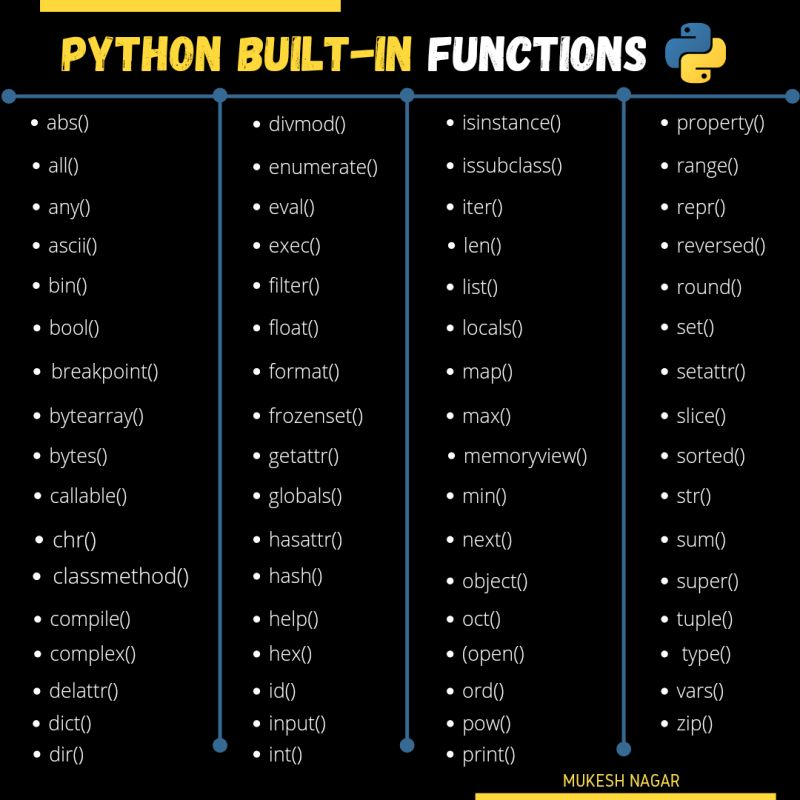 PYTHON BUILT-IN FUNCTIONS
• abs()
• all()
• any()
• ascii()
• bin()
• bool()
• breakpoint()
• bytearray()
• bytes()
• callable()
• chr()
• classmethod()
• compile()
• complex()
• delattr()
• dict()
• dir()
• divmod()
• enumerate()
• eval()
• exec()
• filter()
• float()
• format()
• frozenset()
• getattr()
• globals()
• hasattr()
• hash()
• help()
• hex()
• id()
• input()
• int()
• isinstance()
• issubclass()
• iter()
• len()
• list()
• locals()
• map()
• max()
• memoryview()
• min()
• next()
• object()
• oct()
• (open()
• ord()
• pow()
• print()
• property()
• range()
• repr()
• reversed()
• round()
• set()
• setattr()
• slice()
• sorted()
• str()
• sum()
• super()
• tuple()
• type()
• vars()
• zip()
MUKESH NAGAR